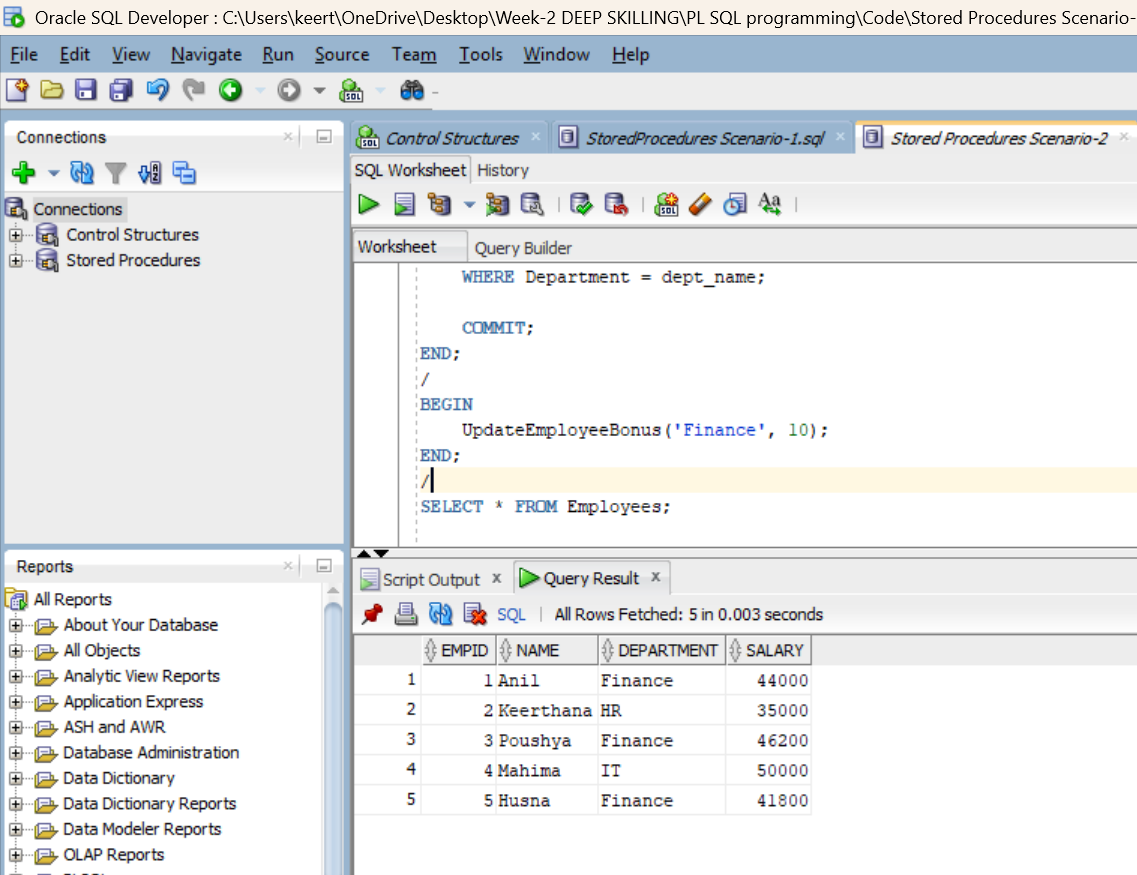 Oracle SQL Developer : C:\Users\keert\OneDrive\Desktop\Week-2 DEEP SKILLING\PL SQL programming\Code\Stored Procedures Scenario-
File Edit View Navigate Run Source Team Tools Window Help
Connections
Connections
Control Structures
Stored Procedures
Control Structures StoredProcedures Scenario-1.sql Stored Procedures Scenario-2
SQL Worksheet History
Worksheet Query Builder
WHERE Department = dept_name;
COMMIT;
END;
/
BEGIN
UpdateEmployeeBonus('Finance', 10);
END;
/
SELECT * FROM Employees;
Reports
All Reports
About Your Database
All Objects
Analytic View Reports
Application Express
ASH and AWR
Database Administration
Data Dictionary
Data Dictionary Reports
Data Modeler Reports
OLAP Reports
Script Output Query Result
SQL All Rows Fetched: 5 in 0.003 seconds
EMPID NAME DEPARTMENT SALARY
1 1 Anil Finance 44000
2 2 Keerthana HR 35000
3 3 Poushya Finance 46200
4 4 Mahima IT 50000
5 5 Husna Finance 41800